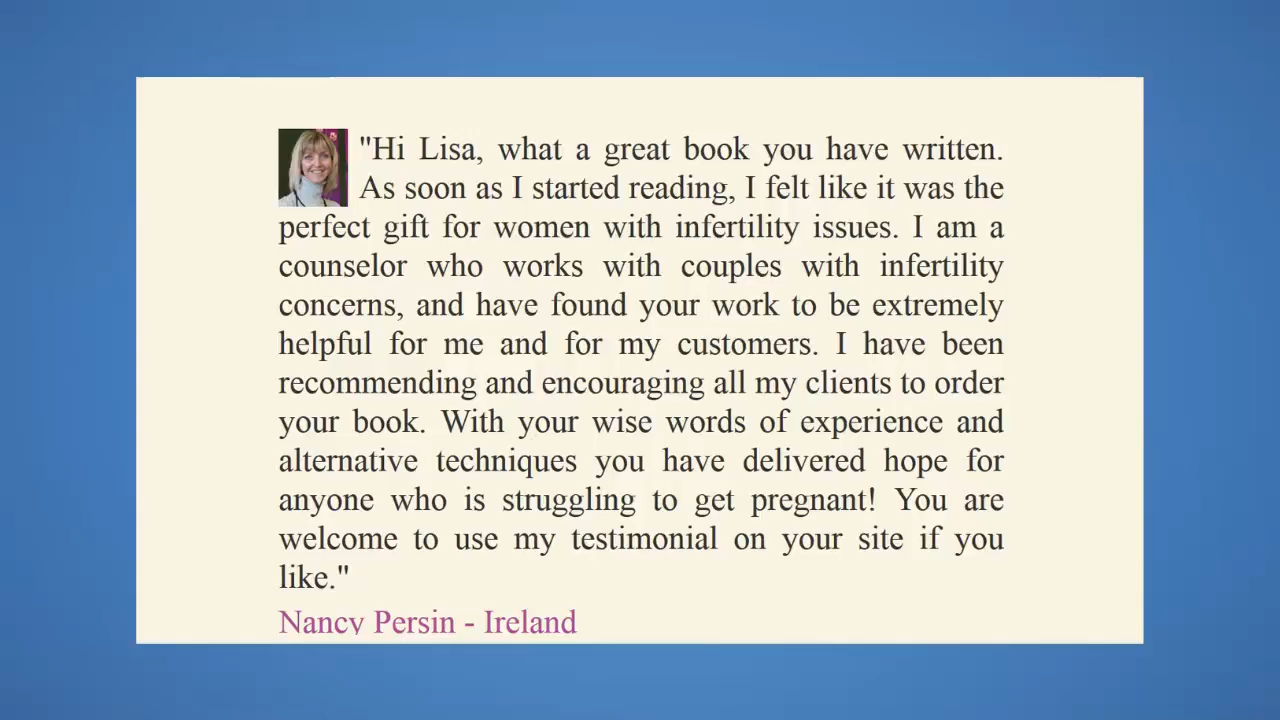 "Hi Lisa, what a great book you have written.
As soon as I started reading, I felt like it was the
perfect gift for women with infertility issues. I am a
counselor who works with couples with infertility
concerns, and have found your work to be extremely
helpful for me and for my customers. I have been
recommending and encouraging all my clients to order
your book. With your wise words of experience and
alternative techniques you have delivered hope for
anyone who is struggling to get pregnant! You are
welcome to use my testimonial on your site if you
like."
Nancy Persin - Ireland